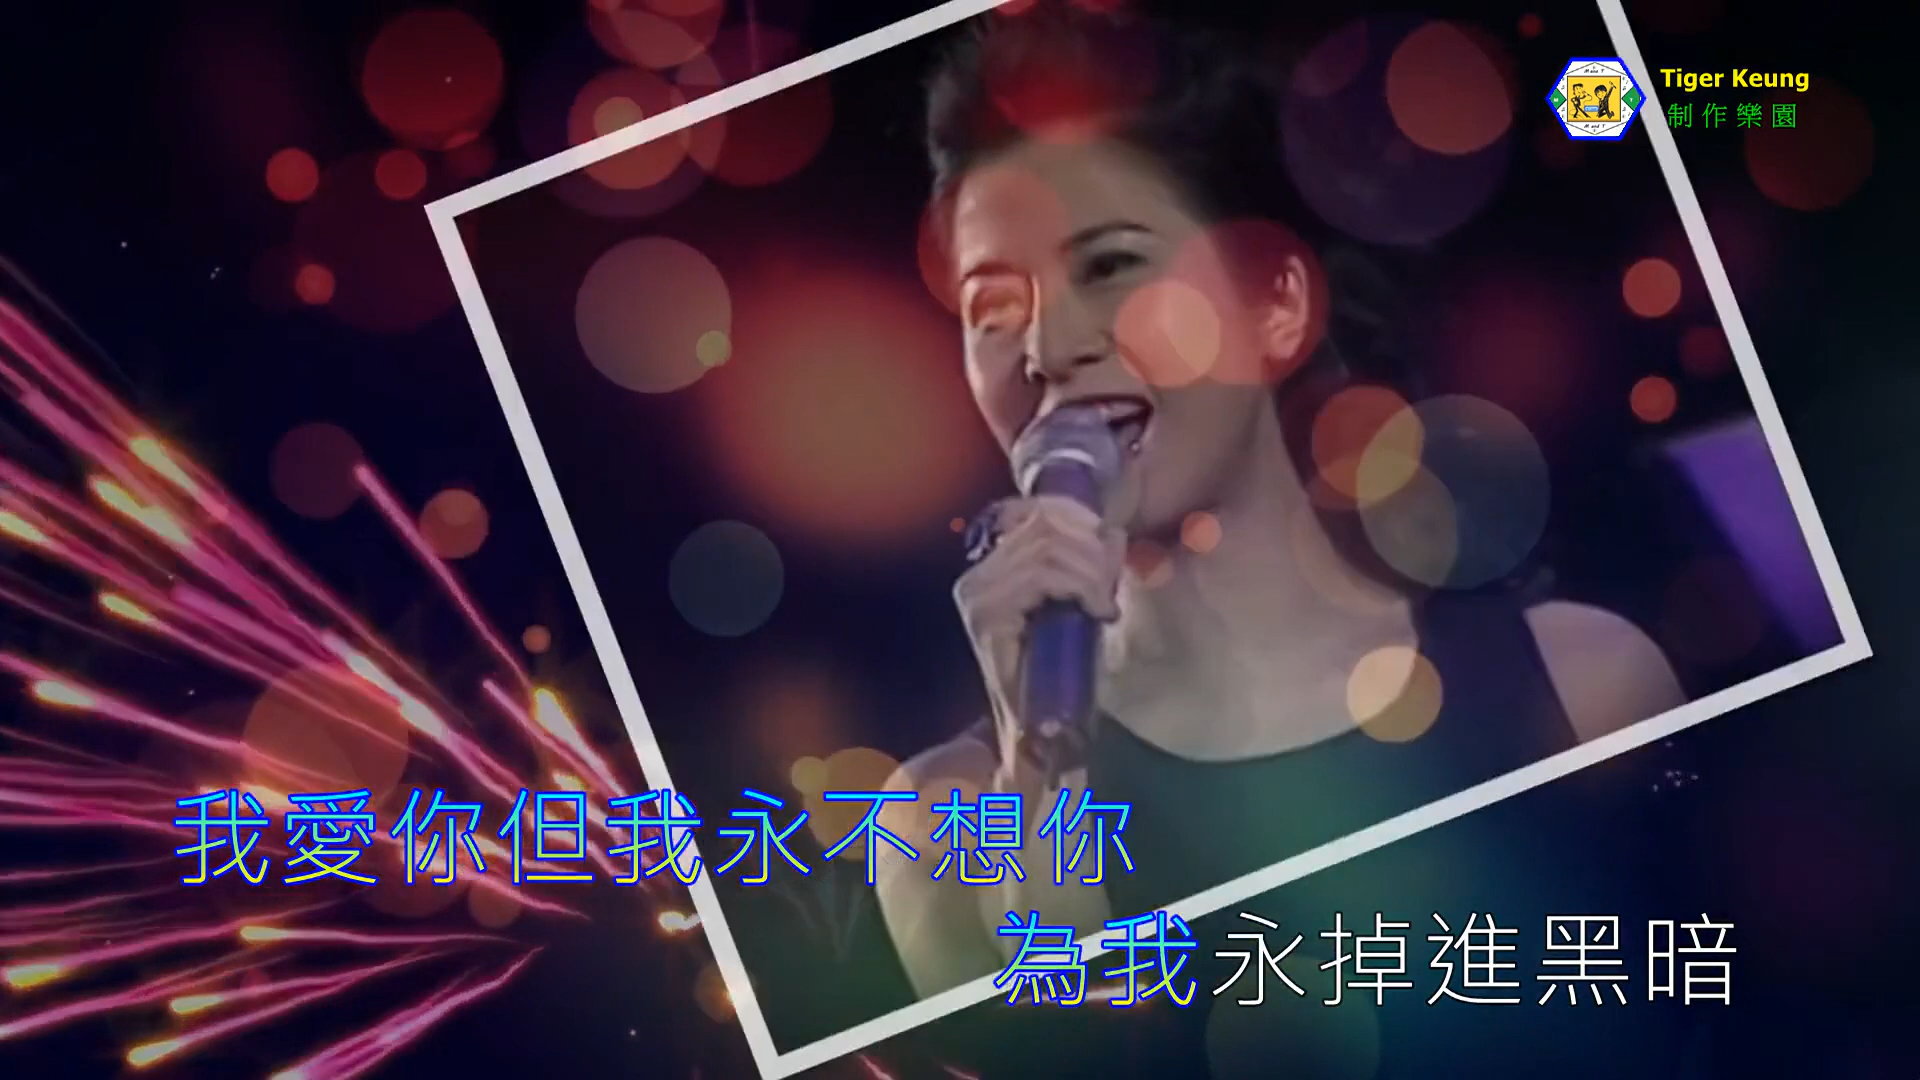 Tiger Keung
制作樂園
我愛你但我永不想你
為我永掉進黑暗